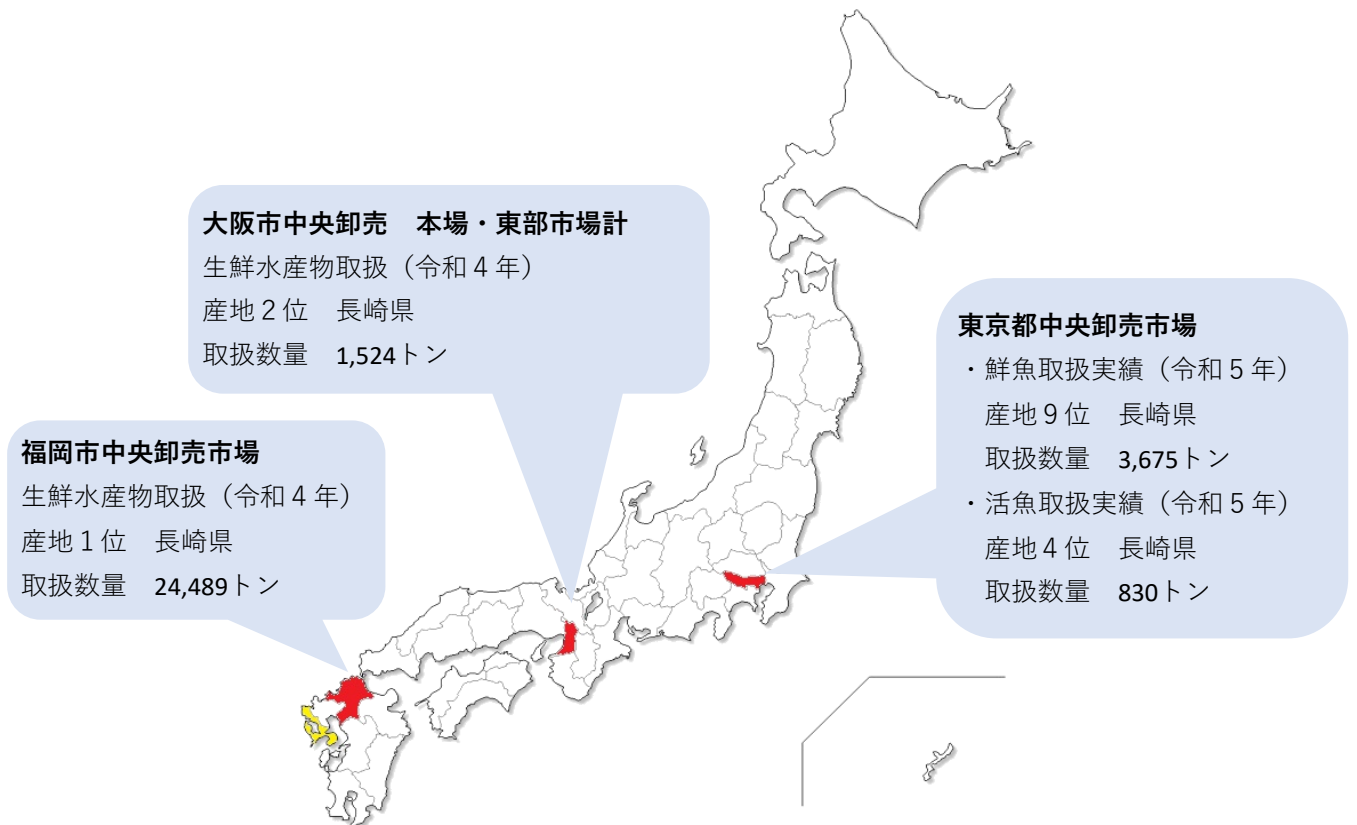 大阪市中央卸売　本場・東部市場計
生鮮水産物取扱（令和４年）
産地２位　長崎県
取扱数量　1,524トン
東京都中央卸売市場
・鮮魚取扱実績（令和５年）
産地９位　長崎県
取扱数量　3,675トン
・活魚取扱実績（令和５年）
産地４位　長崎県
取扱数量　830トン
福岡市中央卸売市場
生鮮水産物取扱（令和４年）
産地１位　長崎県
取扱数量　24,489トン